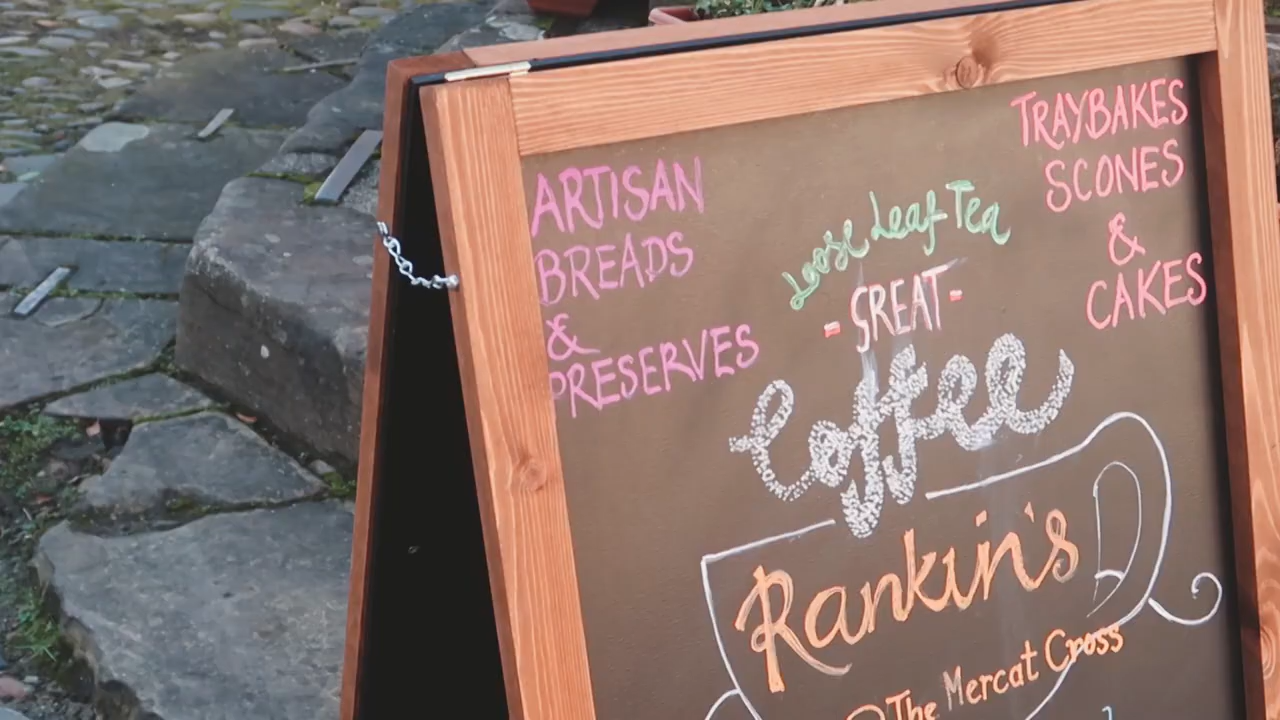 ARTISAN
BREADS
&
PRESERVES
Loose Leaf Tea
- GREAT -
Coffee
TRAYBAKES
SCONES
&
CAKES
Rankin's
@The Mercat Cross